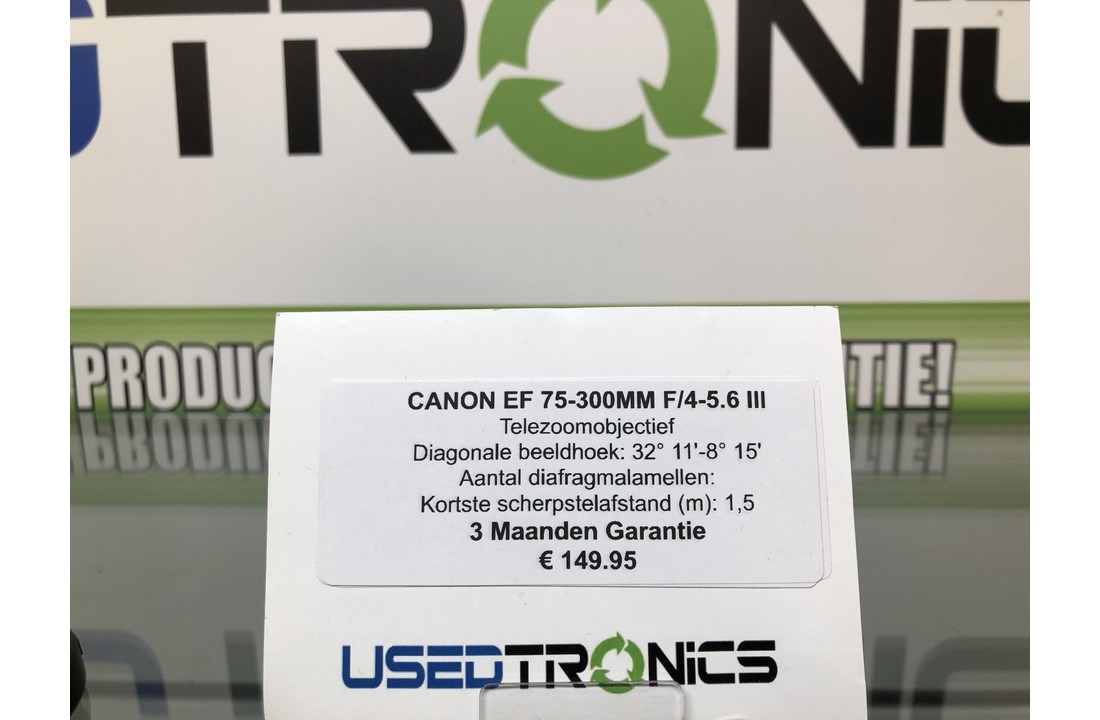 USEDTRONICS
PRODUC
TIE!
CANON EF 75-300MM F/4-5.6 III
Telezoomobjectief
Diagonale beeldhoek: 32° 11'-8° 15'
Aantal diafragmalamellen:
Kortste scherpstelafstand (m): 1,5
3 Maanden Garantie
€ 149.95
USEDTRONiCS